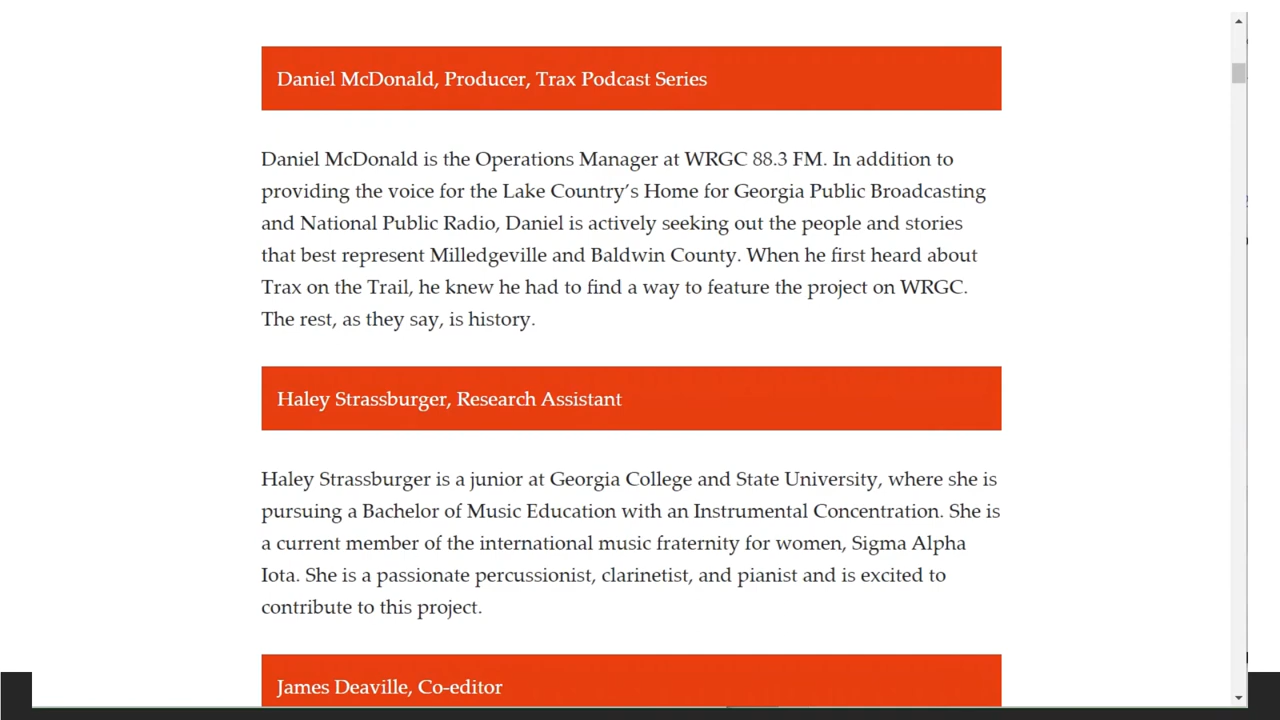 Daniel McDonald, Producer, Trax Podcast Series
Daniel McDonald is the Operations Manager at WRGC 88.3 FM. In addition to
providing the voice for the Lake Country’s Home for Georgia Public Broadcasting
and National Public Radio, Daniel is actively seeking out the people and stories
that best represent Milledgeville and Baldwin County. When he first heard about
Trax on the Trail, he knew he had to find a way to feature the project on WRGC.
The rest, as they say, is history.
Haley Strassburger, Research Assistant
Haley Strassburger is a junior at Georgia College and State University, where she is
pursuing a Bachelor of Music Education with an Instrumental Concentration. She is
a current member of the international music fraternity for women, Sigma Alpha
Iota. She is a passionate percussionist, clarinetist, and pianist and is excited to
contribute to this project.
James Deaville, Co-editor